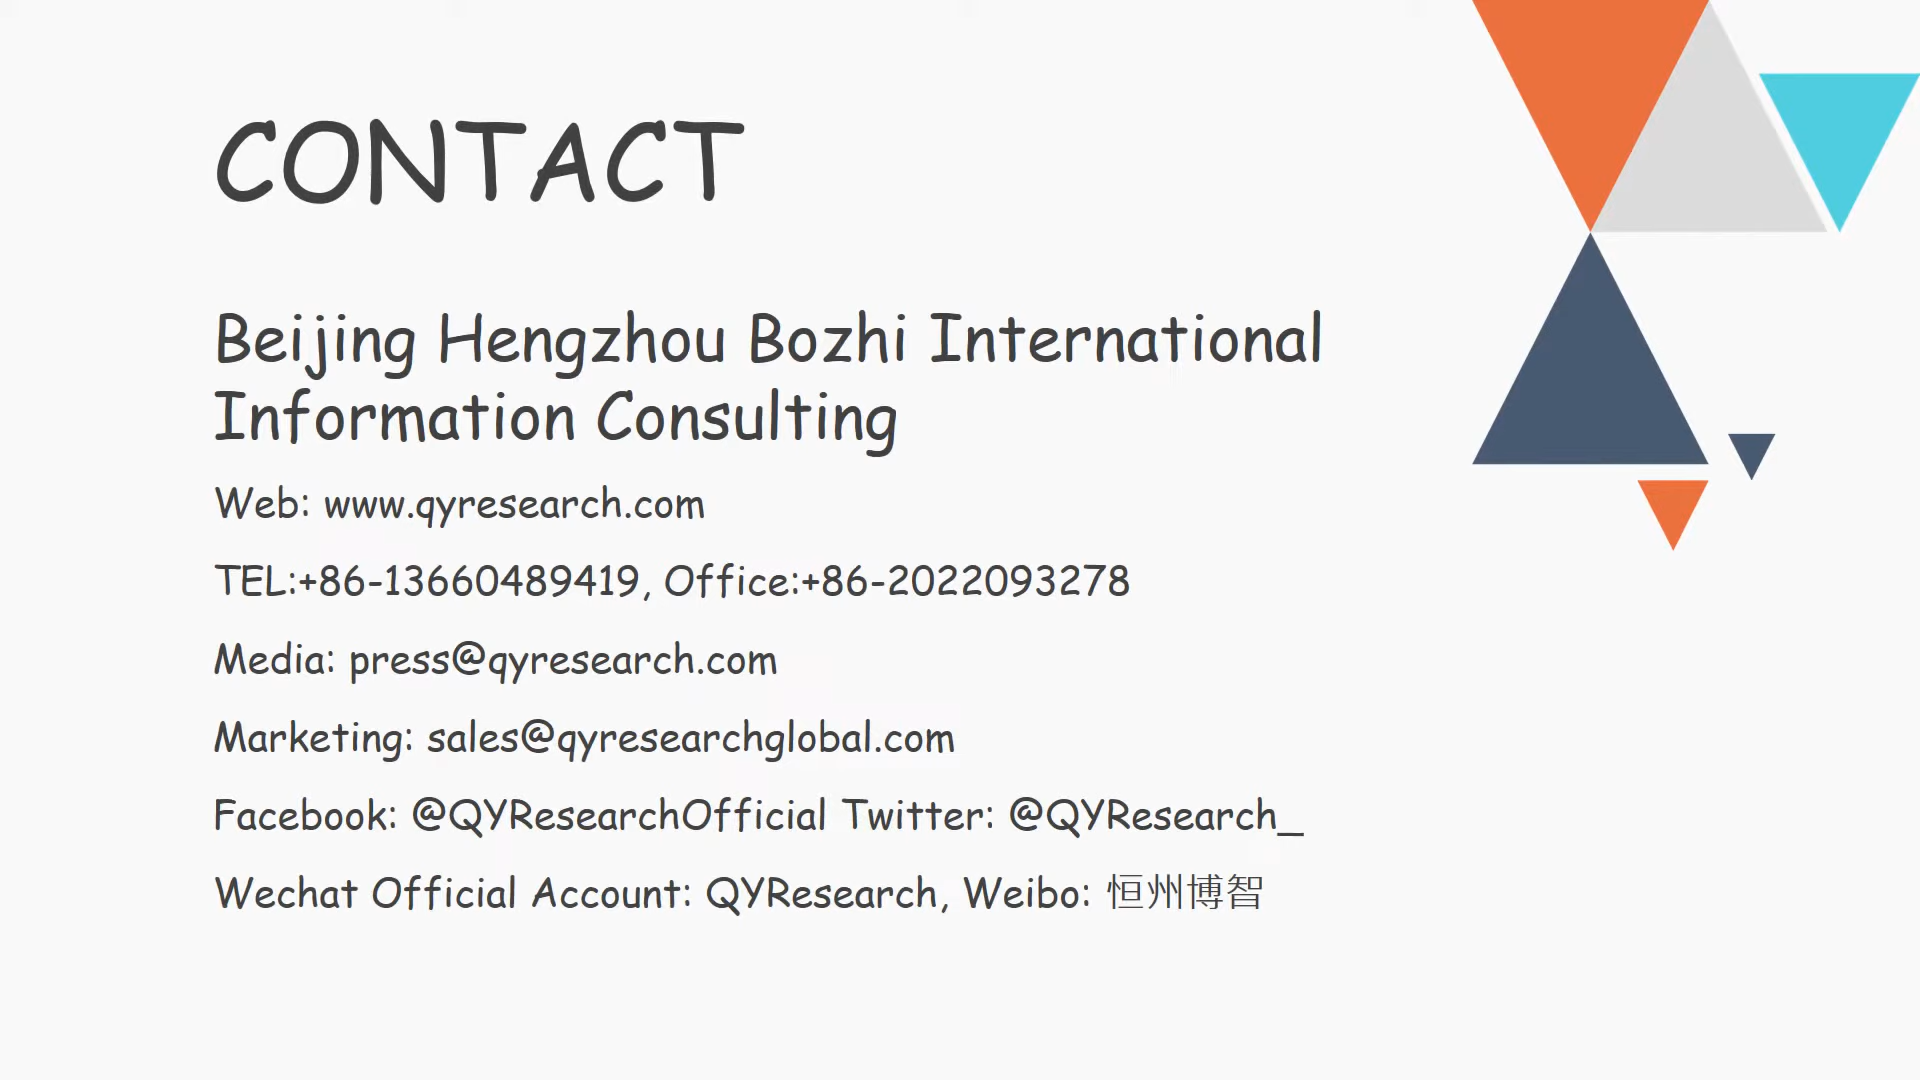 CONTACT
Beijing Hengzhou Bozhi International
Information Consulting
Web: www.qyresearch.com
TEL:+86-13660489419, Office:+86-2022093278
Media: press@qyresearch.com
Marketing: sales@qyresearchglobal.com
Facebook: @QYResearchOfficial Twitter: @QYResearch_
Wechat Official Account: QYResearch, Weibo: 恒州博智